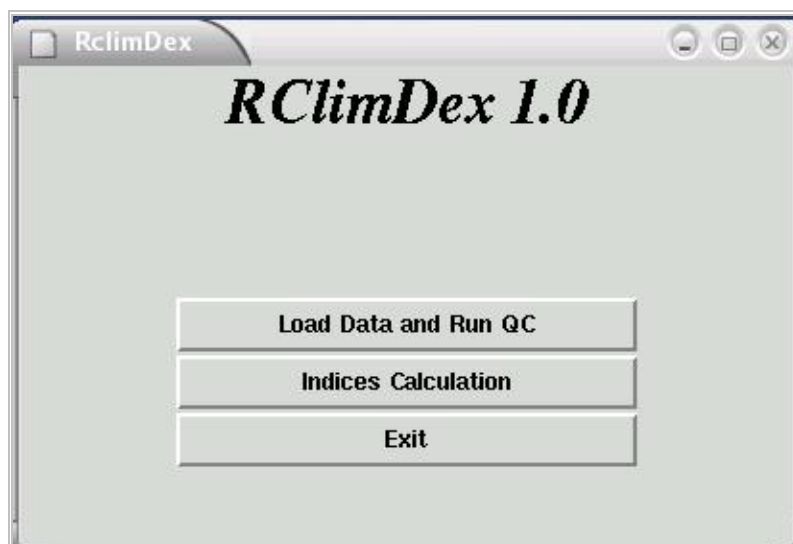 RclimDex
RClimDex 1.0
Load Data and Run QC
Indices Calculation
Exit